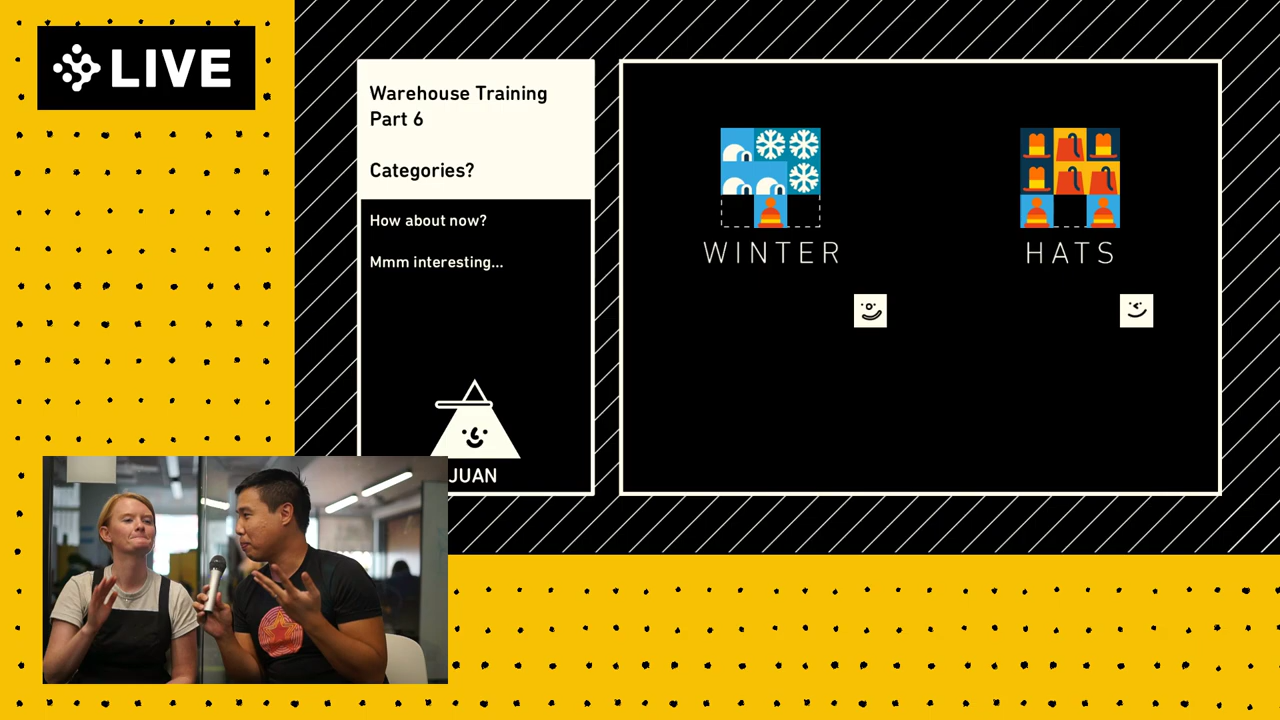 LIVE
Warehouse Training
Part 6
Categories?
How about now?
Mmm interesting...
JUAN
WINTER
HATS